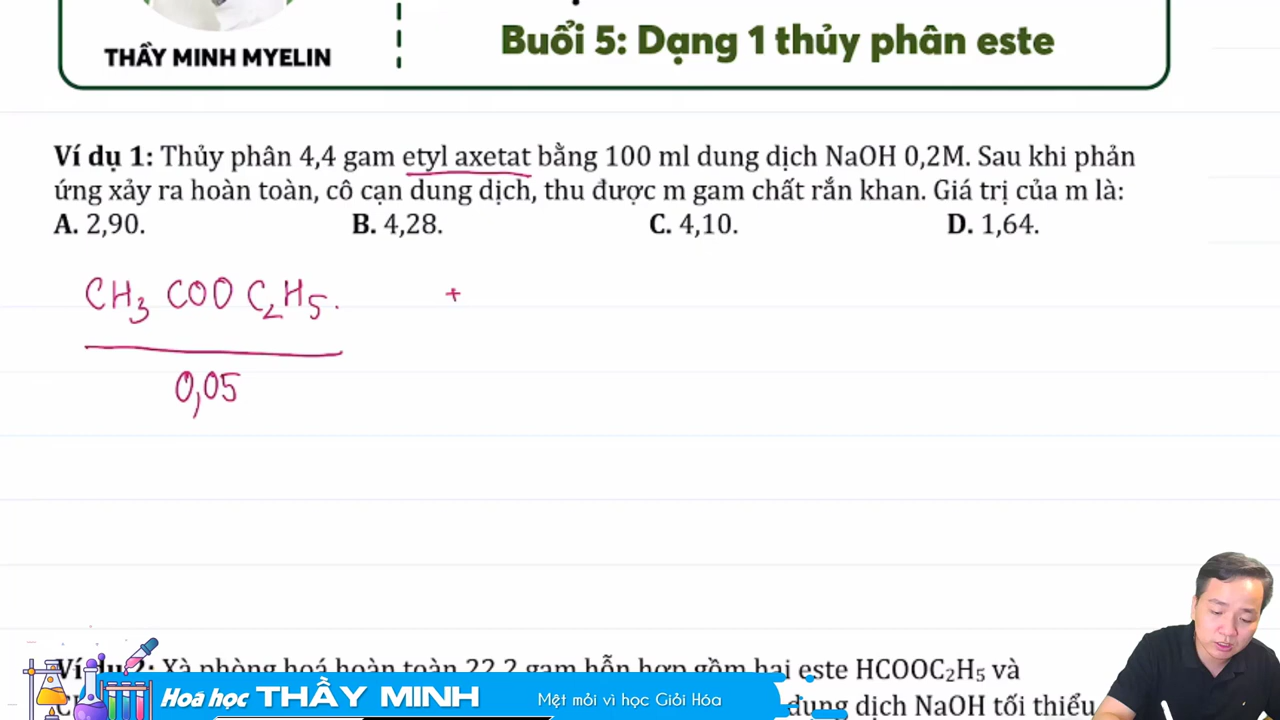 THẦY MINH MYELIN
Buổi 5: Dạng 1 thủy phân este
Ví dụ 1: Thủy phân 4,4 gam etyl axetat bằng 100 ml dung dịch NaOH 0,2M. Sau khi phản
ứng xảy ra hoàn toàn, cô cạn dung dịch, thu được m gam chất rắn khan. Giá trị của m là:
A. 2,90. B. 4,28. C. 4,10. D. 1,64.
CH₃ COO C₂H₅. +
0,05
Ví dụ 2: Xà phòng hoá hoàn toàn 22,2 gam hỗn hợp gồm hai este HCOOC₂H₅ và
dung dịch NaOH tối thiểu
Hoá học THẦY MINH
Mệt mỏi vì học Giỏi Hóa